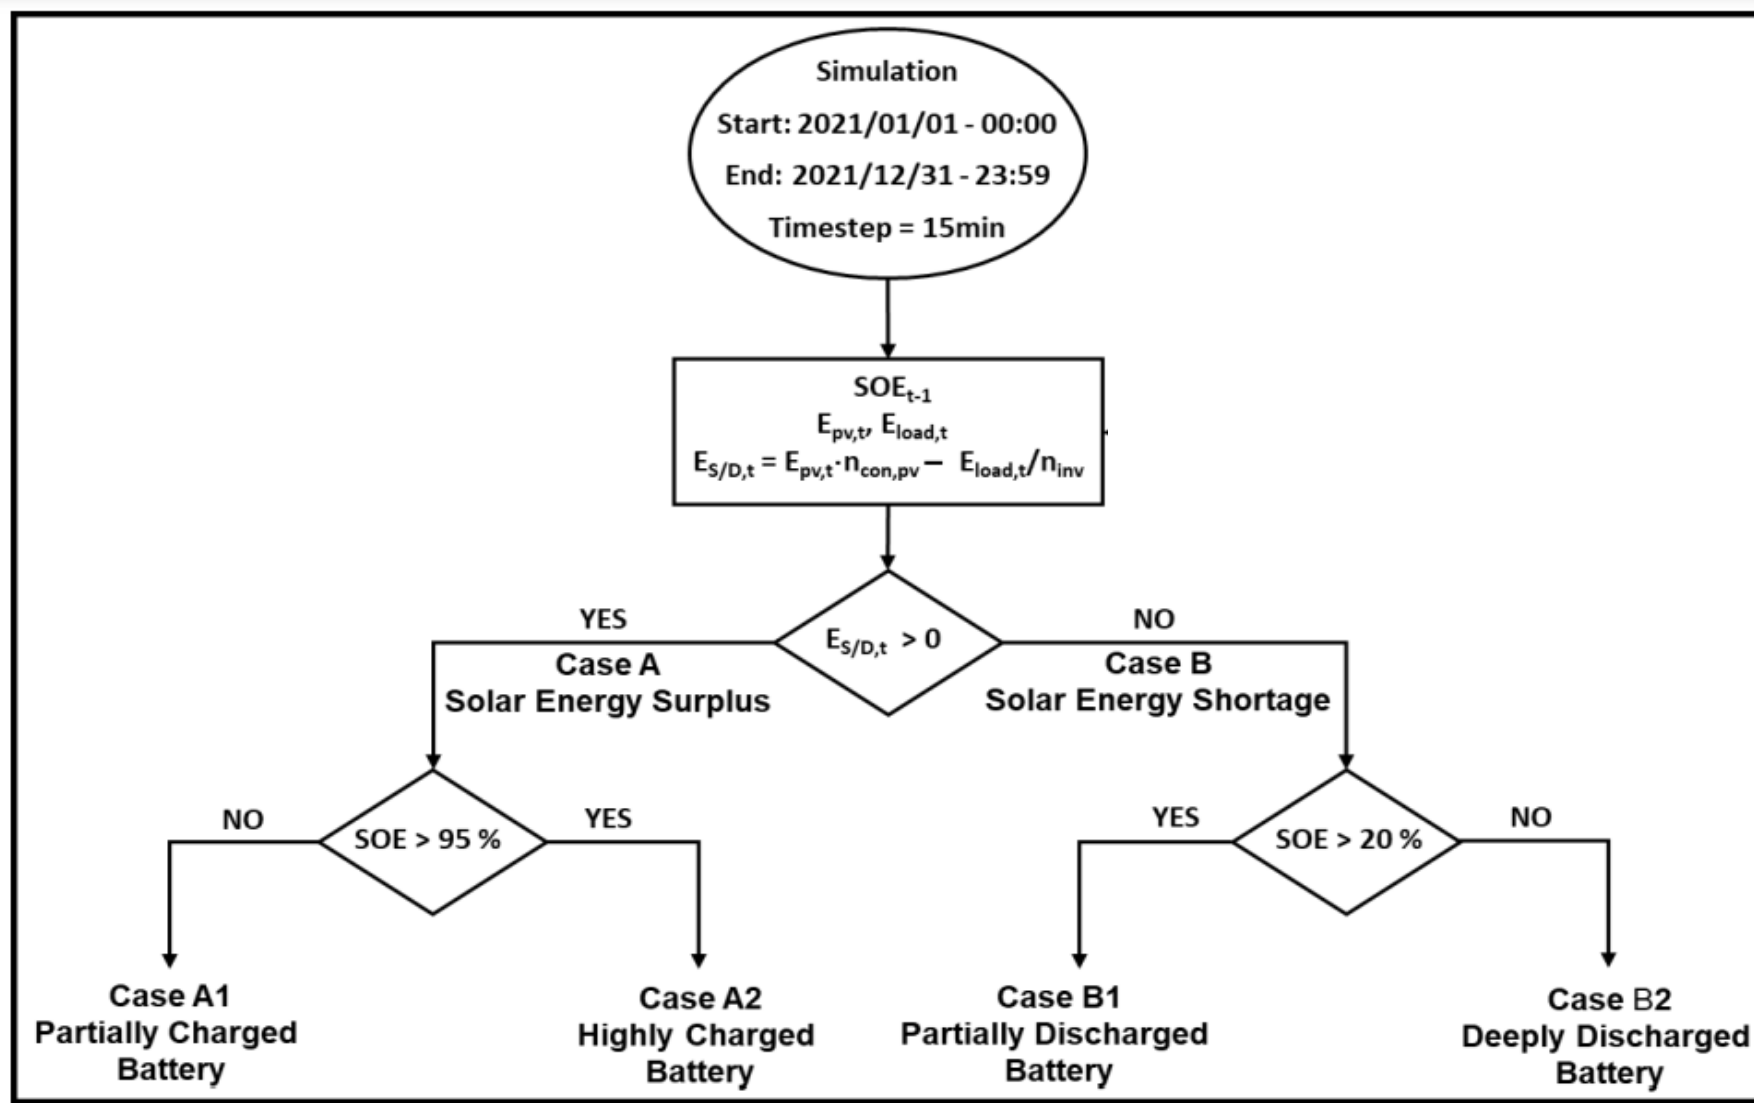 Simulation
Start: 2021/01/01 - 00:00
End: 2021/12/31 - 23:59
Timestep = 15min
SOEt-1
Epv,t, Eload,t
ES/D,t = Epv,t·ncon,pv – Eload,t/ninv
ES/D,t > 0
YES
Case A
Solar Energy Surplus
NO
Case B
Solar Energy Shortage
SOE > 95 %
NO
YES
SOE > 20 %
YES
NO
Case A1
Partially Charged
Battery
Case A2
Highly Charged
Battery
Case B1
Partially Discharged
Battery
Case B2
Deeply Discharged
Battery